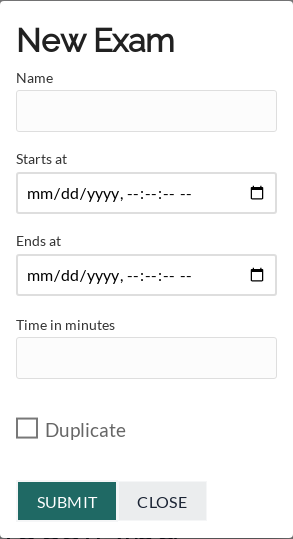 New Exam
Name
Starts at
mm/dd/yyyy, --:--:-- --
Ends at
mm/dd/yyyy, --:--:-- --
Time in minutes
Duplicate
SUBMIT CLOSE